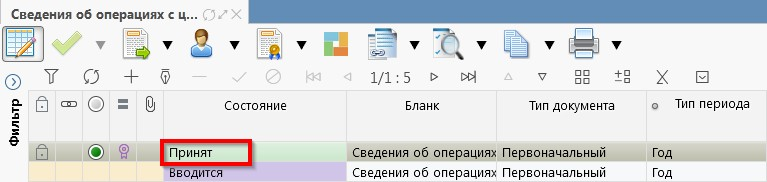 Сведения об операциях с ц...
1/1 : 5
Фильтр
Состояние
Бланк
Тип документа
Тип периода
Принят
Сведения об операциях
Первоначальный
Год
Вводится
Сведения об операциях
Первоначальный
Год